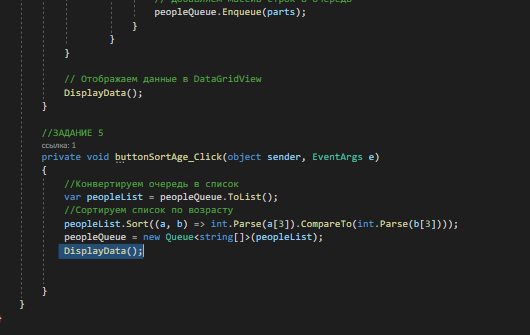 peopleQueue.Enqueue(parts);
}
}
}
// Отображаем данные в DataGridView
DisplayData();
}
//ЗАДАНИЕ 5
ссылка: 1
private void buttonSortAge_Click(object sender, EventArgs e)
{
//Конвертируем очередь в список
var peopleList = peopleQueue.ToList();
//Сортируем список по возрасту
peopleList.Sort((a, b) => int.Parse(a[3]).CompareTo(int.Parse(b[3])));
peopleQueue = new Queue<string[]>(peopleList);
DisplayData();
}
}
}